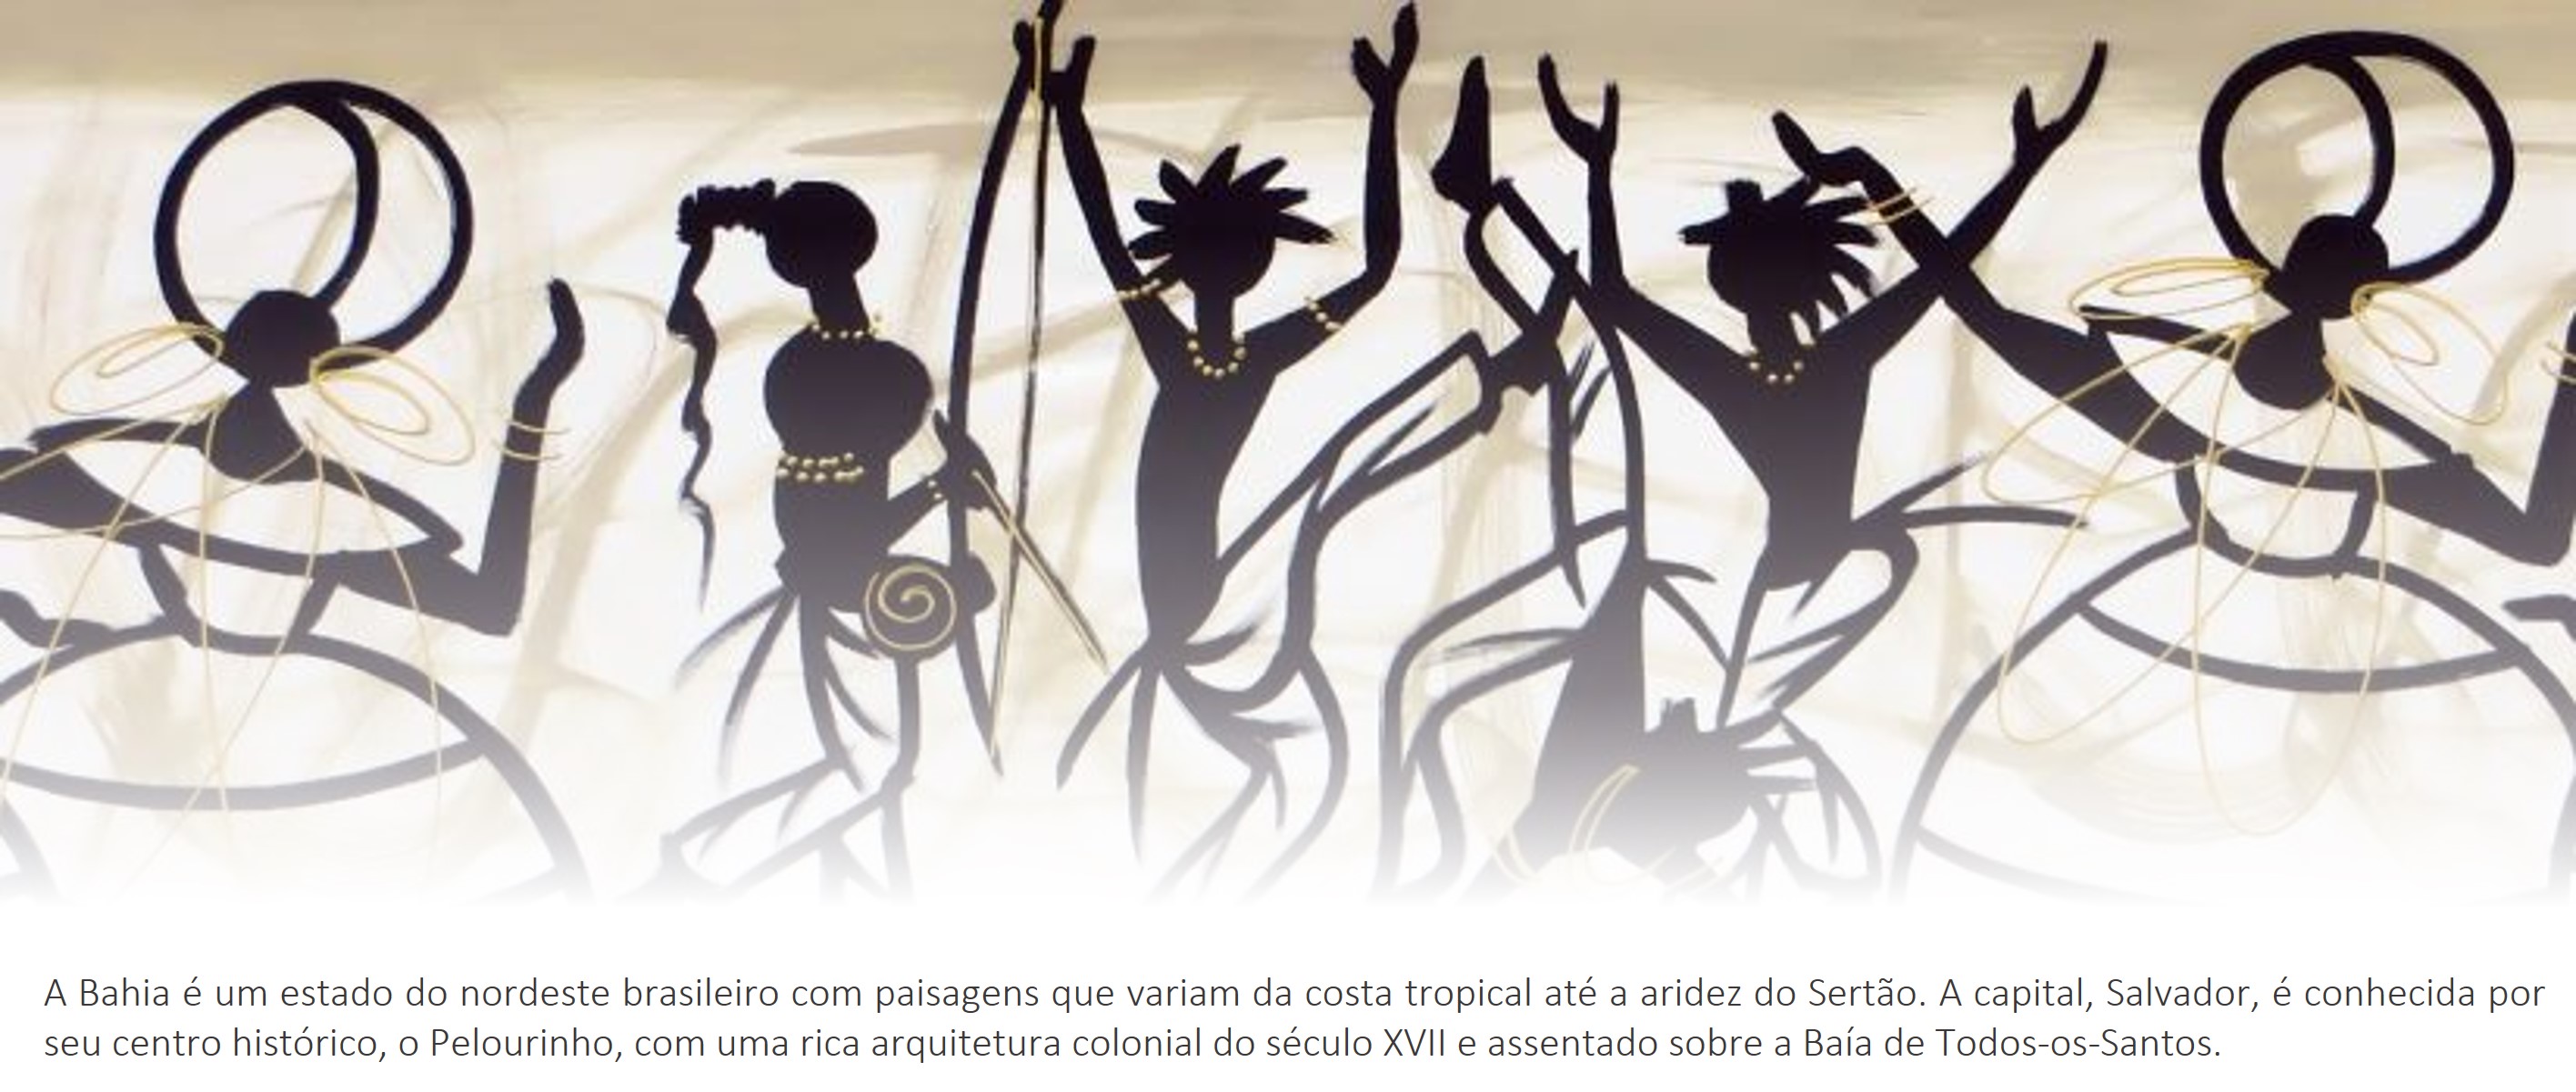 A Bahia é um estado do nordeste brasileiro com paisagens que variam da costa tropical até a aridez do Sertão. A capital, Salvador, é conhecida por
seu centro histórico, o Pelourinho, com uma rica arquitetura colonial do século XVII e assentado sobre a Baía de Todos-os-Santos.